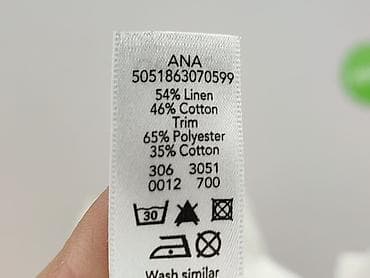 ANA
5051863070599
54% Linen
46% Cotton
Trim
65% Polyester
35% Cotton
306 3051
0012 700
30
Wash similar